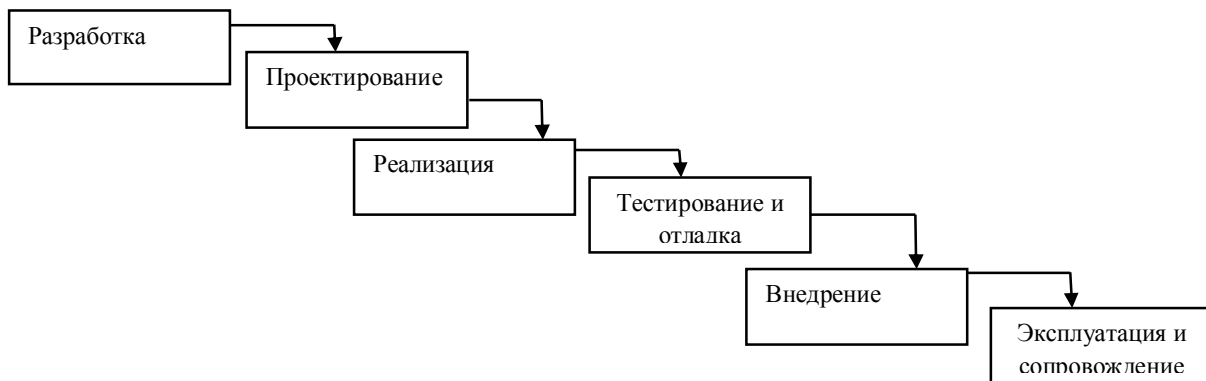 Разработка
Проектирование
Реализация
Тестирование и
отладка
Внедрение
Эксплуатация и
сопровождение